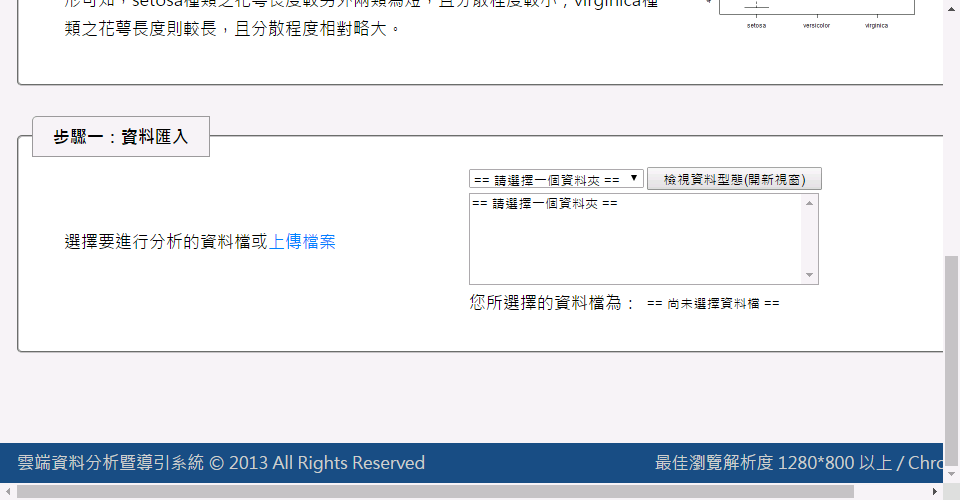 形可知，setosa種類之花萼長度較另外兩類為短，且分散程度較小；virginica種
類之花萼長度則較長，且分散程度相對略大。
setosa versicolor virginica
步驟一：資料匯入
== 請選擇一個資料夾 == 檢視資料型態(開新視窗)
== 請選擇一個資料夾 ==
選擇要進行分析的資料檔或上傳檔案
您所選擇的資料檔為： == 尚未選擇資料檔 ==
雲端資料分析暨導引系統 © 2013 All Rights Reserved 最佳瀏覽解析度 1280*800 以上 / Chro